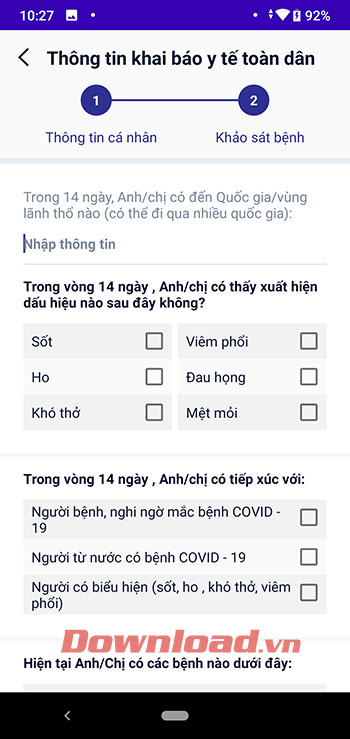 10:27 92%
Thông tin khai báo y tế toàn dân
1 2
Thông tin cá nhân Khảo sát bệnh
Trong 14 ngày, Anh/chị có đến Quốc gia/vùng
lãnh thổ nào (có thể đi qua nhiều quốc gia):
Nhập thông tin
Trong vòng 14 ngày , Anh/chị có thấy xuất hiện
dấu hiệu nào sau đây không?
Sốt Viêm phổi
Ho Đau họng
Khó thở Mệt mỏi
Trong vòng 14 ngày , Anh/chị có tiếp xúc với:
Người bệnh, nghi ngờ mắc bệnh COVID -
19
Người từ nước có bệnh COVID - 19
Người có biểu hiện (sốt, ho , khó thở, viêm
phổi)
Download.vn
Hiện tại Anh/Chị có các bệnh nào dưới đây: